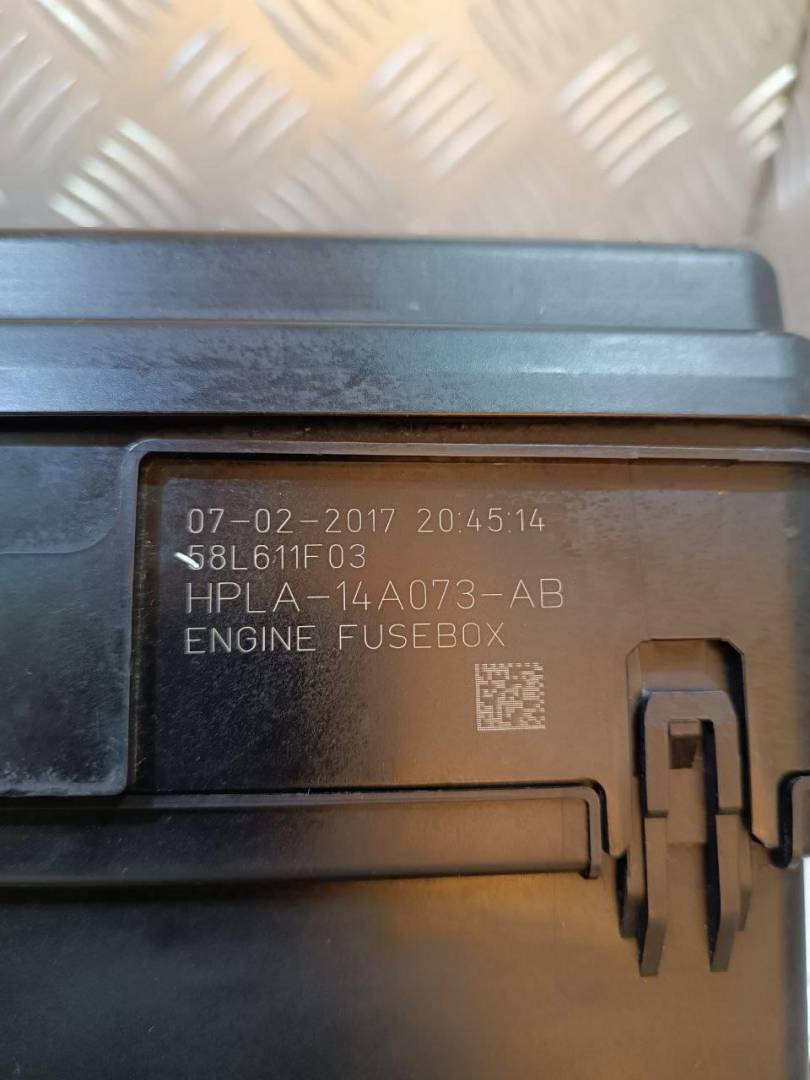 07-02-2017 20:45:14
58L611F03
HPLA-14A073-AB
ENGINE FUSEBOX